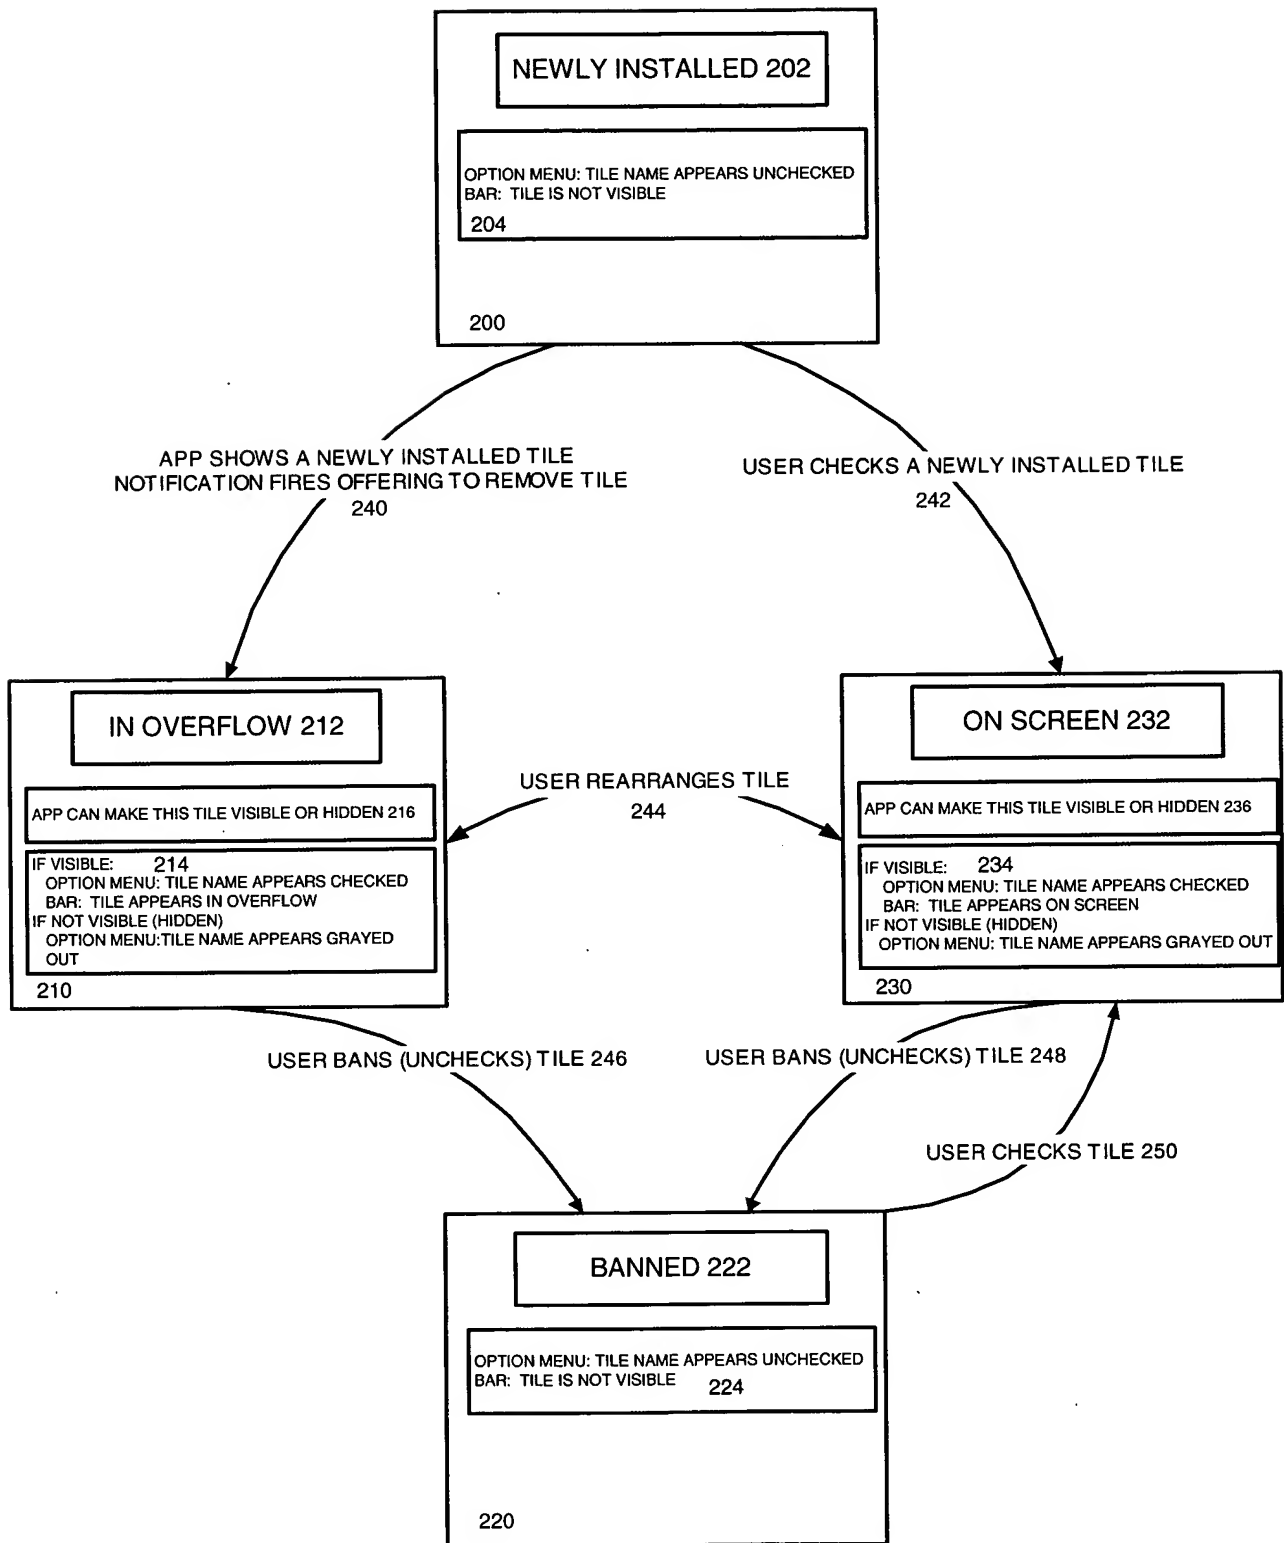 NEWLY INSTALLED 202
OPTION MENU: TILE NAME APPEARS UNCHECKED
BAR: TILE IS NOT VISIBLE
204
200
APP SHOWS A NEWLY INSTALLED TILE
NOTIFICATION FIRES OFFERING TO REMOVE TILE
240
USER CHECKS A NEWLY INSTALLED TILE
242
IN OVERFLOW 212
APP CAN MAKE THIS TILE VISIBLE OR HIDDEN 216
IF VISIBLE: 214
OPTION MENU: TILE NAME APPEARS CHECKED
BAR: TILE APPEARS IN OVERFLOW
IF NOT VISIBLE (HIDDEN)
OPTION MENU:TILE NAME APPEARS GRAYED
OUT
210
USER REARRANGES TILE
244
ON SCREEN 232
APP CAN MAKE THIS TILE VISIBLE OR HIDDEN 236
IF VISIBLE: 234
OPTION MENU: TILE NAME APPEARS CHECKED
BAR: TILE APPEARS ON SCREEN
IF NOT VISIBLE (HIDDEN)
OPTION MENU: TILE NAME APPEARS GRAYED OUT
230
USER BANS (UNCHECKS) TILE 246
USER BANS (UNCHECKS) TILE 248
USER CHECKS TILE 250
BANNED 222
OPTION MENU: TILE NAME APPEARS UNCHECKED
BAR: TILE IS NOT VISIBLE 224
220